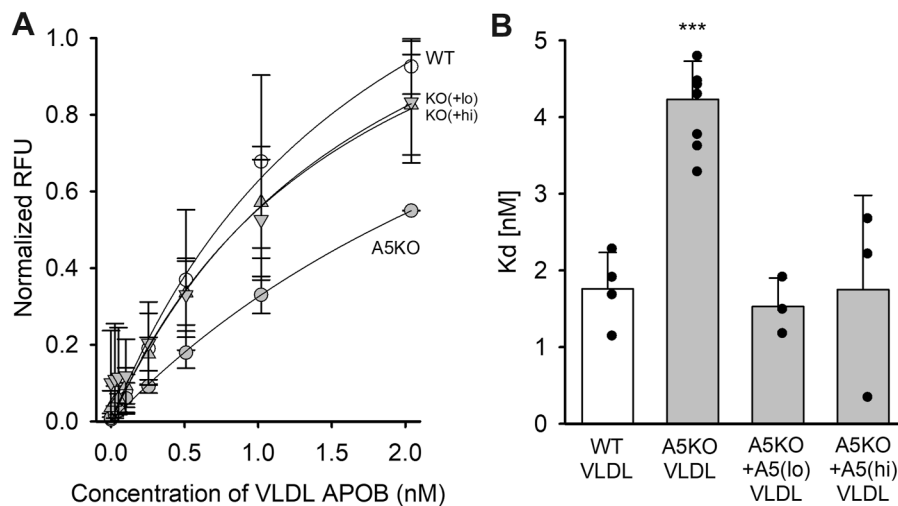 A
Normalized RFU
1.0
0.8
0.6
0.4
0.2
0.0
WT
KO(+lo)
KO(+hi)
A5KO
0.0 0.5 1.0 1.5 2.0
Concentration of VLDL APOB (nM)
B
Kd [nM]
5
4
3
2
1
0
***
WT
VLDL
A5KO
VLDL
A5KO
+A5(lo)
VLDL
A5KO
+A5(hi)
VLDL